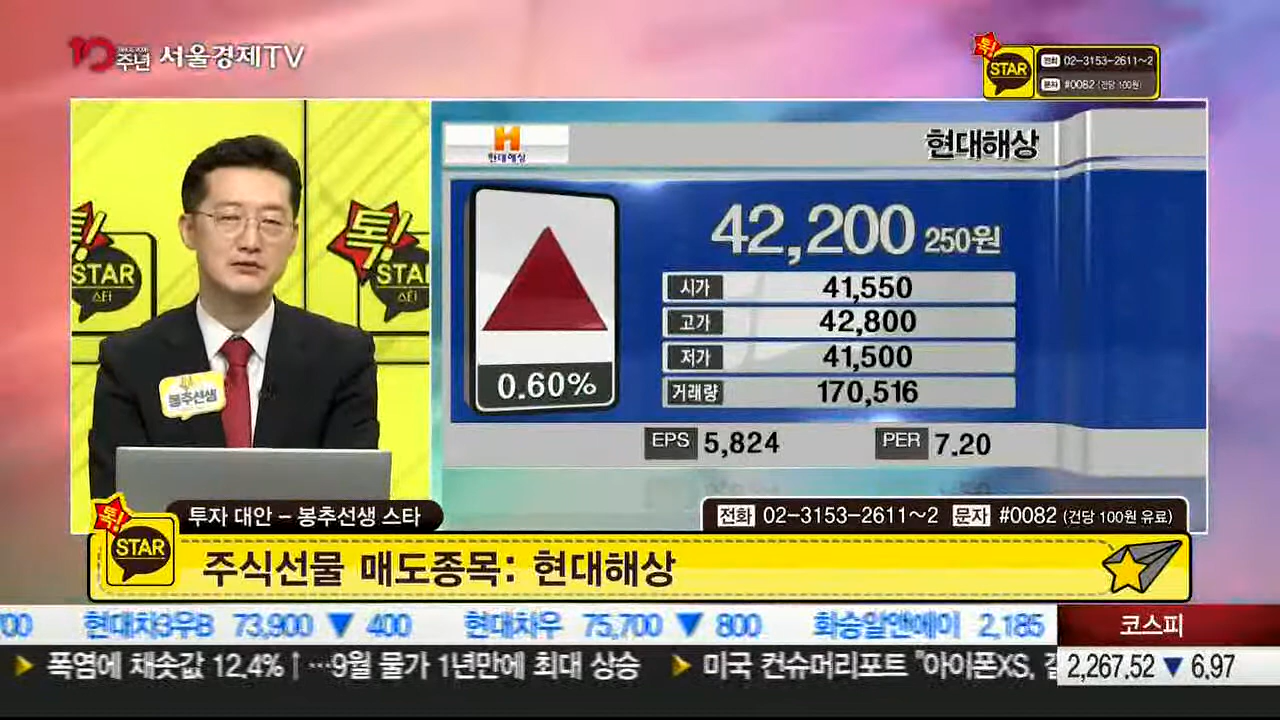 10주년 서울경제TV
톡!
STAR
전화 02-3153-2611~2
문자 #0082 (건당 100원)
H
현대해상
현대해상
42,200 250원
시가 41,550
고가 42,800
저가 41,500
거래량 170,516
0.60%
EPS 5,824
PER 7.20
톡!
STAR
스타
톡!
STAR
스타
봉추선생
투자 대안 - 봉추선생 스타
전화 02-3153-2611~2 문자 #0082 (건당 100원 유료)
톡!
STAR
주식선물 매도종목: 현대해상
700 현대차3우B 73,900 ▼ 400 현대차우 75,700 ▼ 800 화승알앤에이 2,185
코스피
폭염에 채솟값 12.4%↑…9월 물가 1년만에 최대 상승 미국 컨슈머리포트 "아이폰XS,
2,267.52 ▼ 6.97